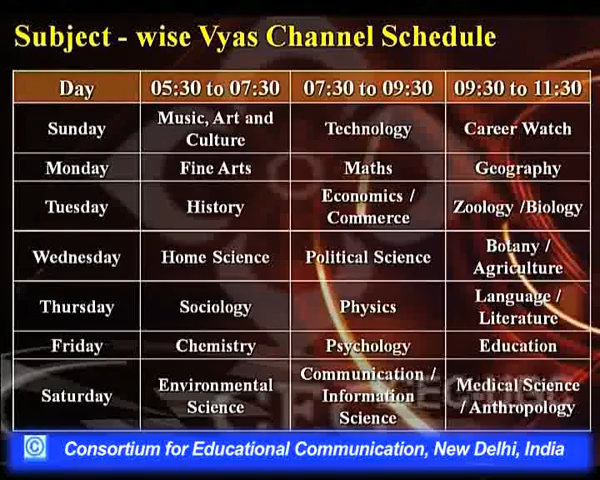 Subject - wise Vyas Channel Schedule
Day 05:30 to 07:30 07:30 to 09:30 09:30 to 11:30
Sunday Music, Art and Culture Technology Career Watch
Monday Fine Arts Maths Geography
Tuesday History Economics / Commerce Zoology /Biology
Wednesday Home Science Political Science Botany / Agriculture
Thursday Sociology Physics Language / Literature
Friday Chemistry Psychology Education
Saturday Environmental Science Communication / Information Science Medical Science / Anthropology
© Consortium for Educational Communication, New Delhi, India